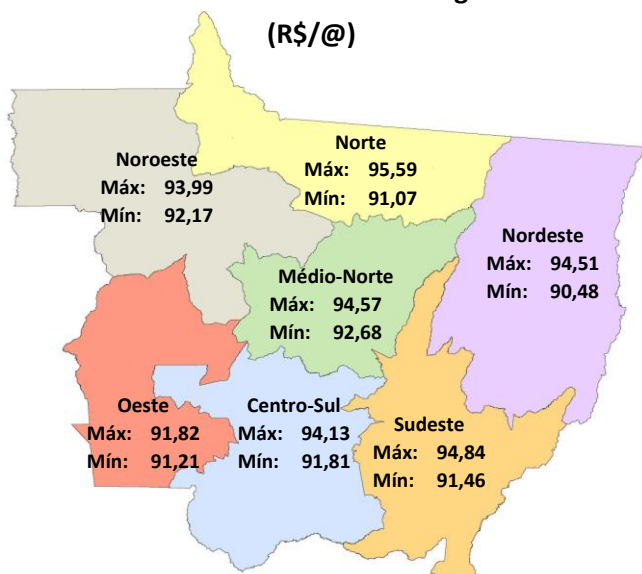 (R$/@)
Norte
Máx: 95,59
Mín: 91,07
Noroeste
Máx: 93,99
Mín: 92,17
Nordeste
Máx: 94,51
Mín: 90,48
Médio-Norte
Máx: 94,57
Mín: 92,68
Oeste
Máx: 91,82
Mín: 91,21
Centro-Sul
Máx: 94,13
Mín: 91,81
Sudeste
Máx: 94,84
Mín: 91,46